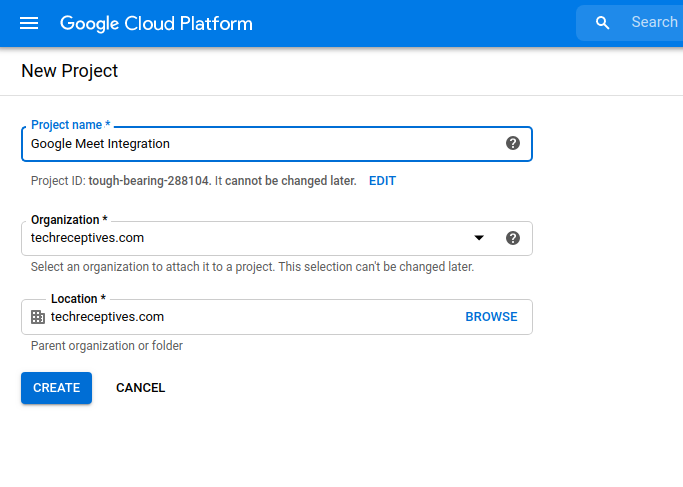 Google Cloud Platform
Search
New Project
Project name *
Google Meet Integration
Project ID: tough-bearing-288104. It cannot be changed later. EDIT
Organization *
techreceptives.com
Select an organization to attach it to a project. This selection can't be changed later.
Location *
techreceptives.com BROWSE
Parent organization or folder
CREATE CANCEL